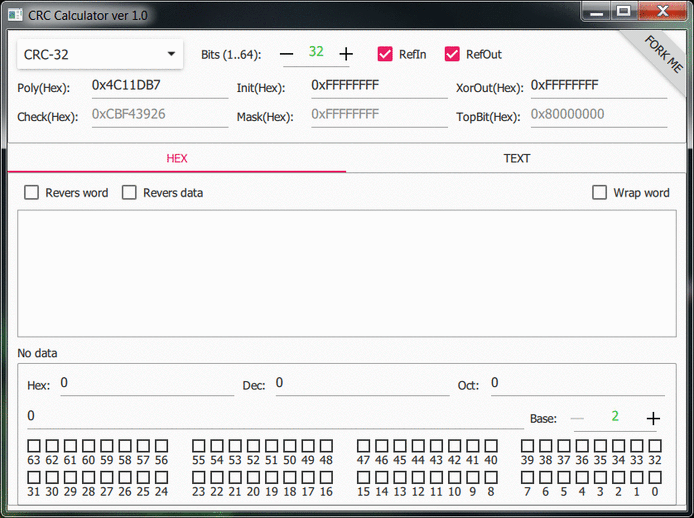 CRC Calculator ver 1.0
CRC-32 Bits (1..64): 32 RefIn RefOut FORK ME
Poly(Hex): 0x4C11DB7 Init(Hex): 0xFFFFFFFF XorOut(Hex): 0xFFFFFFFF
Check(Hex): 0xCBF43926 Mask(Hex): 0xFFFFFFFF TopBit(Hex): 0x80000000
HEX TEXT
Revers word Revers data Wrap word
No data
Hex: 0 Dec: 0 Oct: 0
0 Base: 2
63 62 61 60 59 58 57 56 55 54 53 52 51 50 49 48 47 46 45 44 43 42 41 40 39 38 37 36 35 34 33 32
31 30 29 28 27 26 25 24 23 22 21 20 19 18 17 16 15 14 13 12 11 10 9 8 7 6 5 4 3 2 1 0